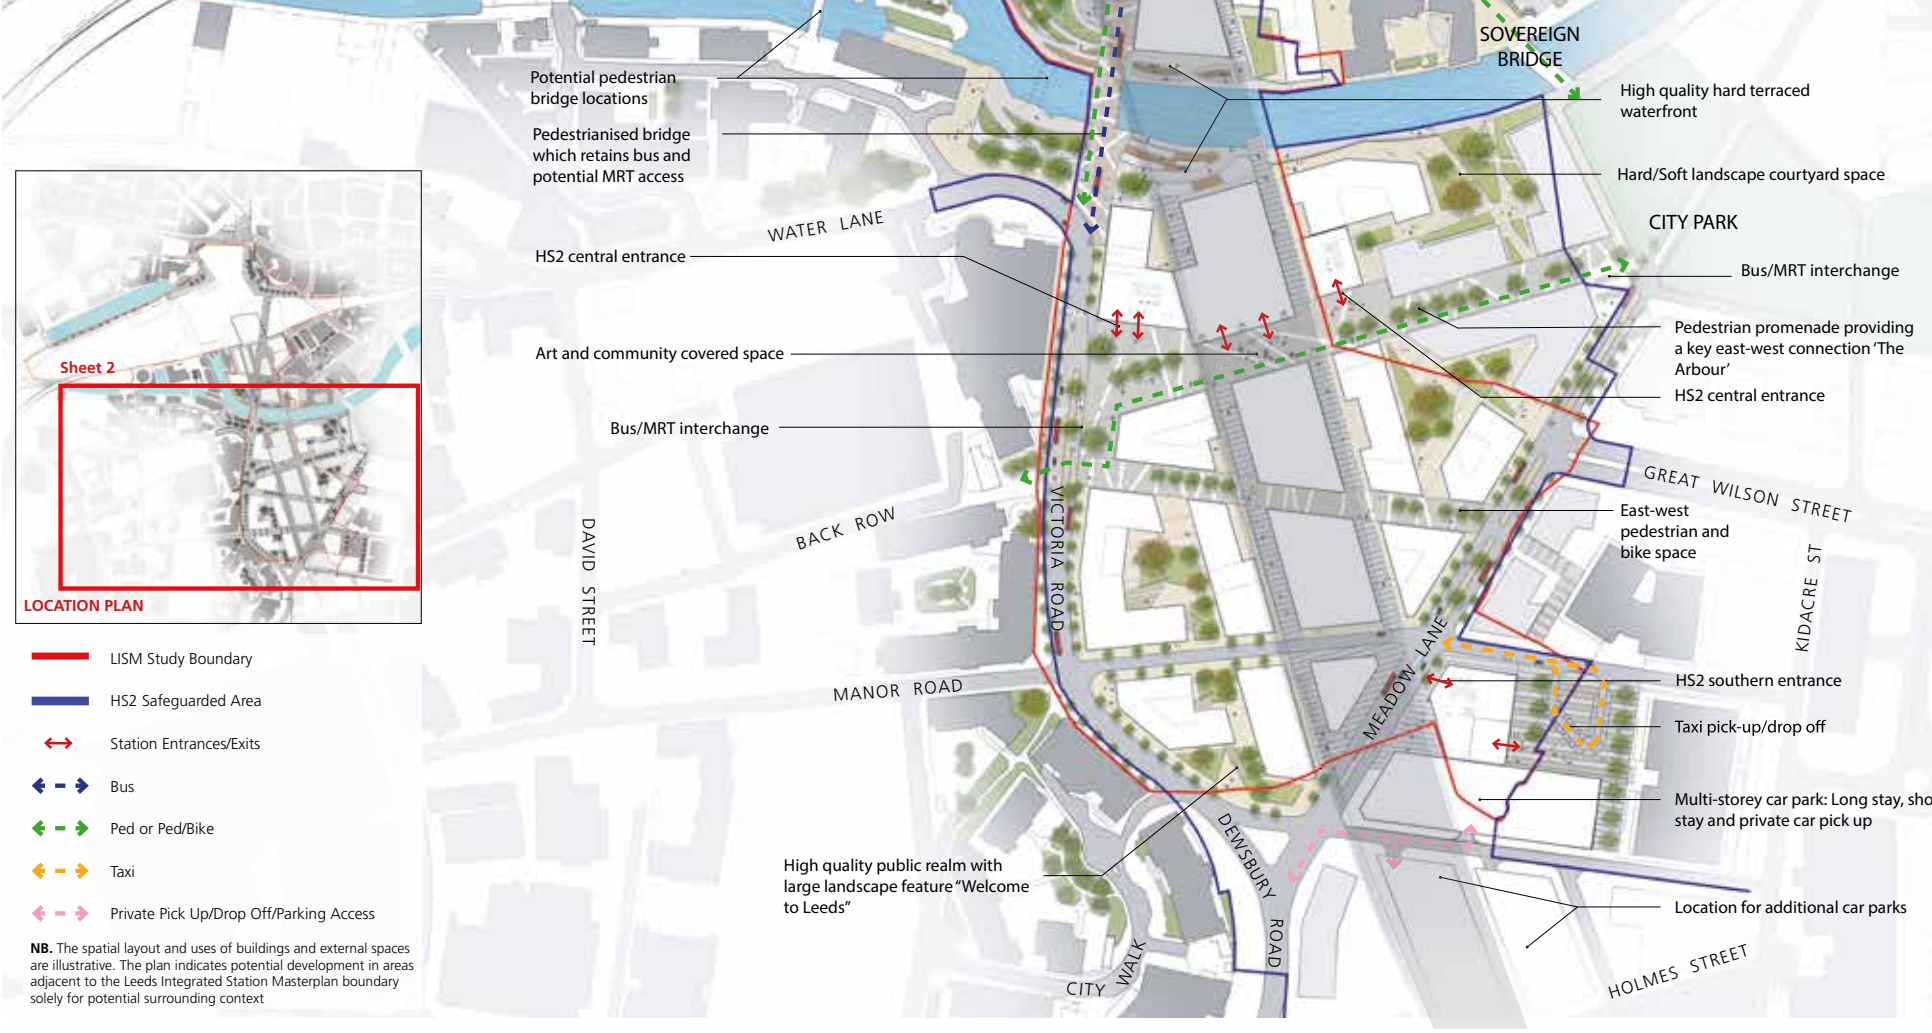 SOVEREIGN
BRIDGE
Potential pedestrian
bridge locations
Pedestrianised bridge
which retains bus and
potential MRT access
WATER LANE
HS2 central entrance
Art and community covered space
Bus/MRT interchange
BACK ROW
DAVID STREET
VICTORIA ROAD
MANOR ROAD
High quality hard terraced
waterfront
Hard/Soft landscape courtyard space
CITY PARK
Bus/MRT interchange
Pedestrian promenade providing
a key east-west connection ‘The
Arbour’
HS2 central entrance
GREAT WILSON STREET
East-west
pedestrian and
bike space
KIDACRE ST
MEADOW LANE
HS2 southern entrance
Taxi pick-up/drop off
Multi-storey car park: Long stay, sho
stay and private car pick up
Location for additional car parks
HOLMES STREET
High quality public realm with
large landscape feature “Welcome
to Leeds”
DEWSBURY ROAD
CITY WALK
Sheet 2
LOCATION PLAN
LISM Study Boundary
HS2 Safeguarded Area
Station Entrances/Exits
Bus
Ped or Ped/Bike
Taxi
Private Pick Up/Drop Off/Parking Access
NB. The spatial layout and uses of buildings and external spaces
are illustrative. The plan indicates potential development in areas
adjacent to the Leeds Integrated Station Masterplan boundary
solely for potential surrounding context